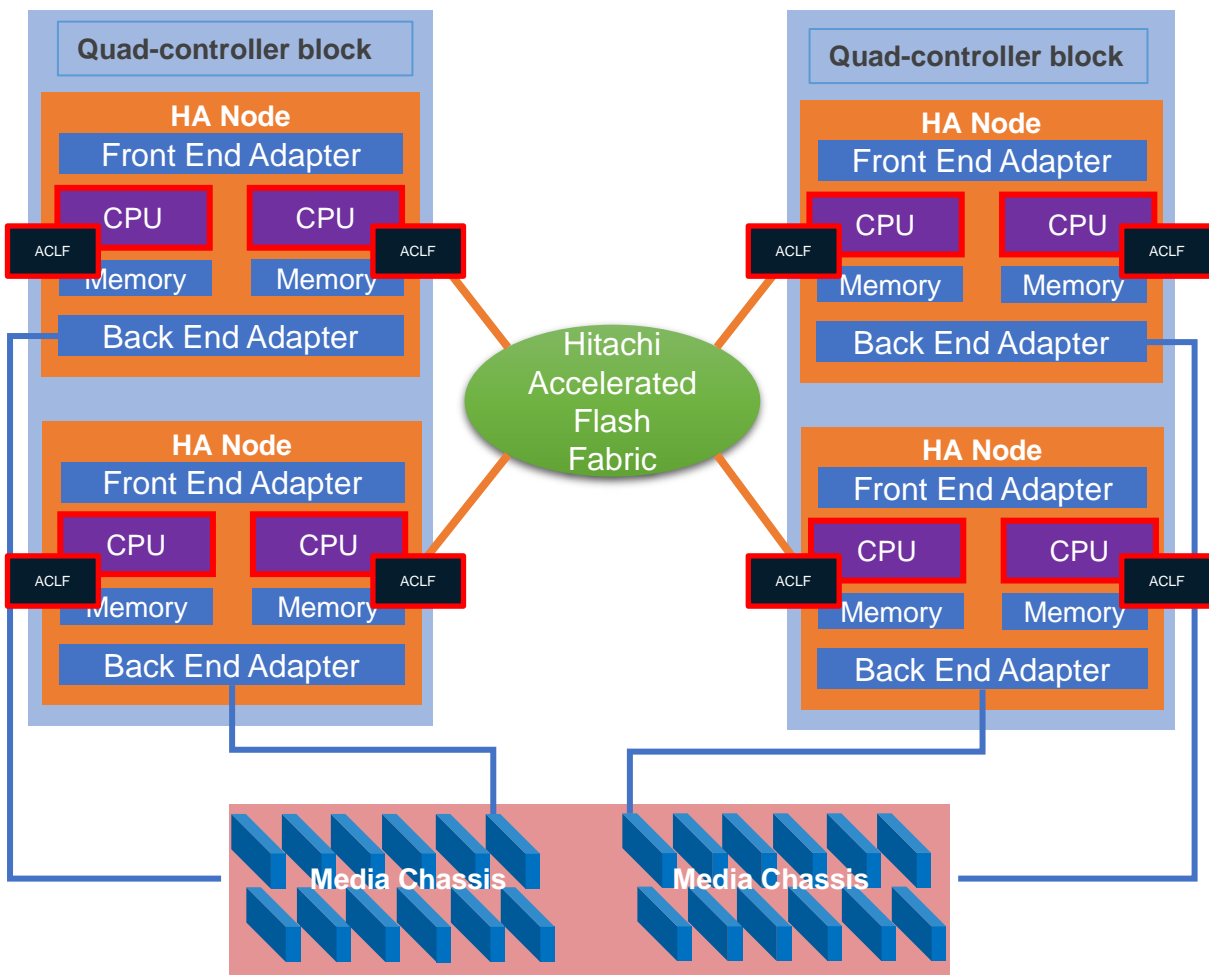 Quad-controller block
HA Node
Front End Adapter
CPU
CPU
ACLF
ACLF
Memory
Memory
Back End Adapter
HA Node
Front End Adapter
CPU
CPU
ACLF
ACLF
Memory
Memory
Back End Adapter
Hitachi
Accelerated
Flash
Fabric
Quad-controller block
HA Node
Front End Adapter
CPU
CPU
ACLF
ACLF
Memory
Memory
Back End Adapter
HA Node
Front End Adapter
CPU
CPU
ACLF
ACLF
Memory
Memory
Back End Adapter
Media Chassis
Media Chassis